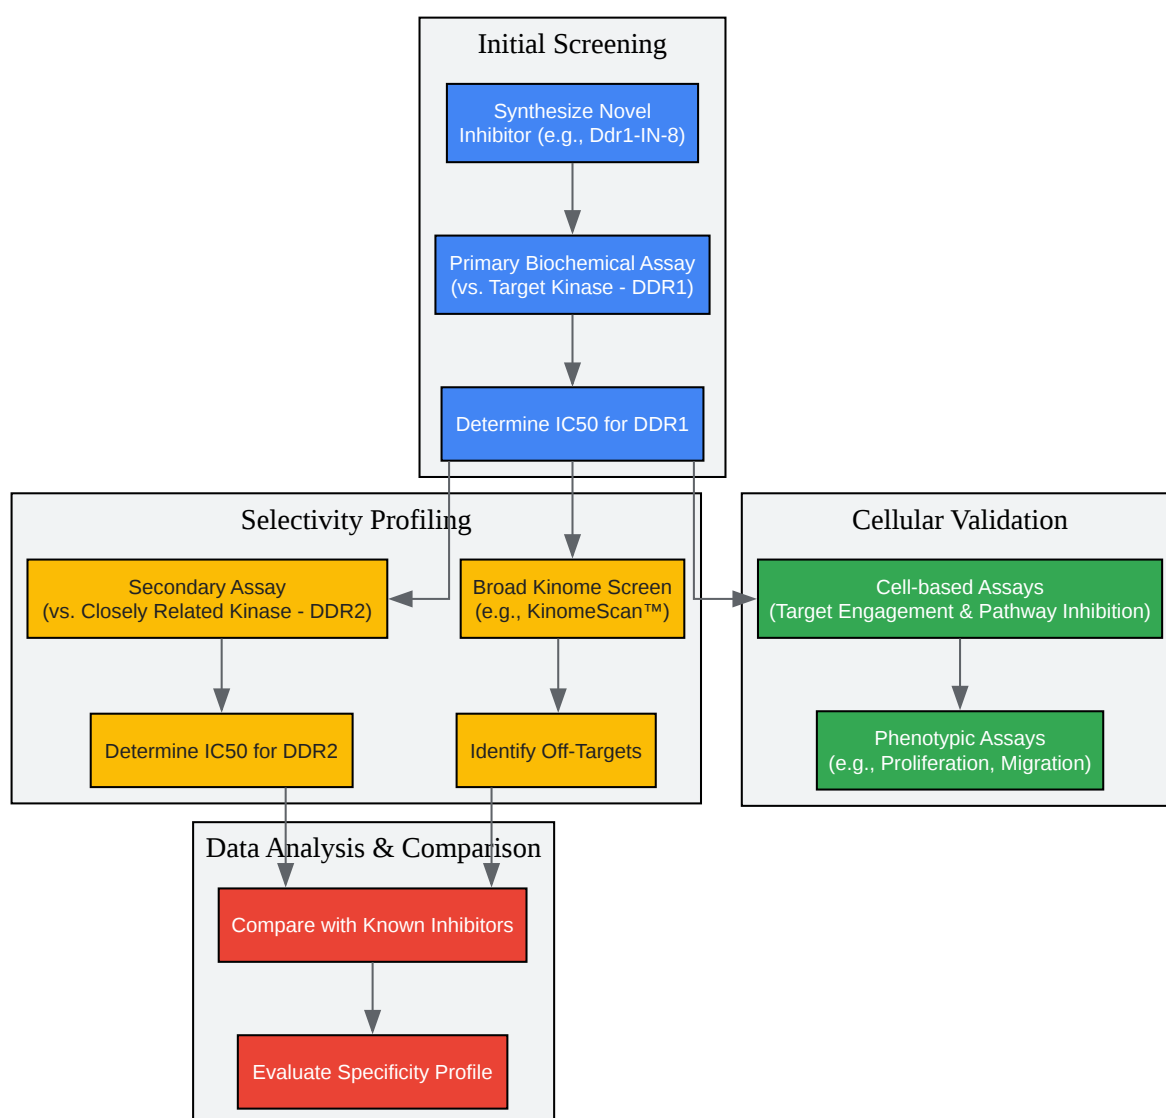 Initial Screening
Synthesize Novel
Inhibitor (e.g., Ddr1-IN-8)
Primary Biochemical Assay
(vs. Target Kinase - DDR1)
Determine IC50 for DDR1
Selectivity Profiling
Secondary Assay
(vs. Closely Related Kinase - DDR2)
Broad Kinome Screen
(e.g., KinomeScan™)
Determine IC50 for DDR2
Identify Off-Targets
Cellular Validation
Cell-based Assays
(Target Engagement & Pathway Inhibition)
Phenotypic Assays
(e.g., Proliferation, Migration)
Data Analysis & Comparison
Compare with Known Inhibitors
Evaluate Specificity Profile